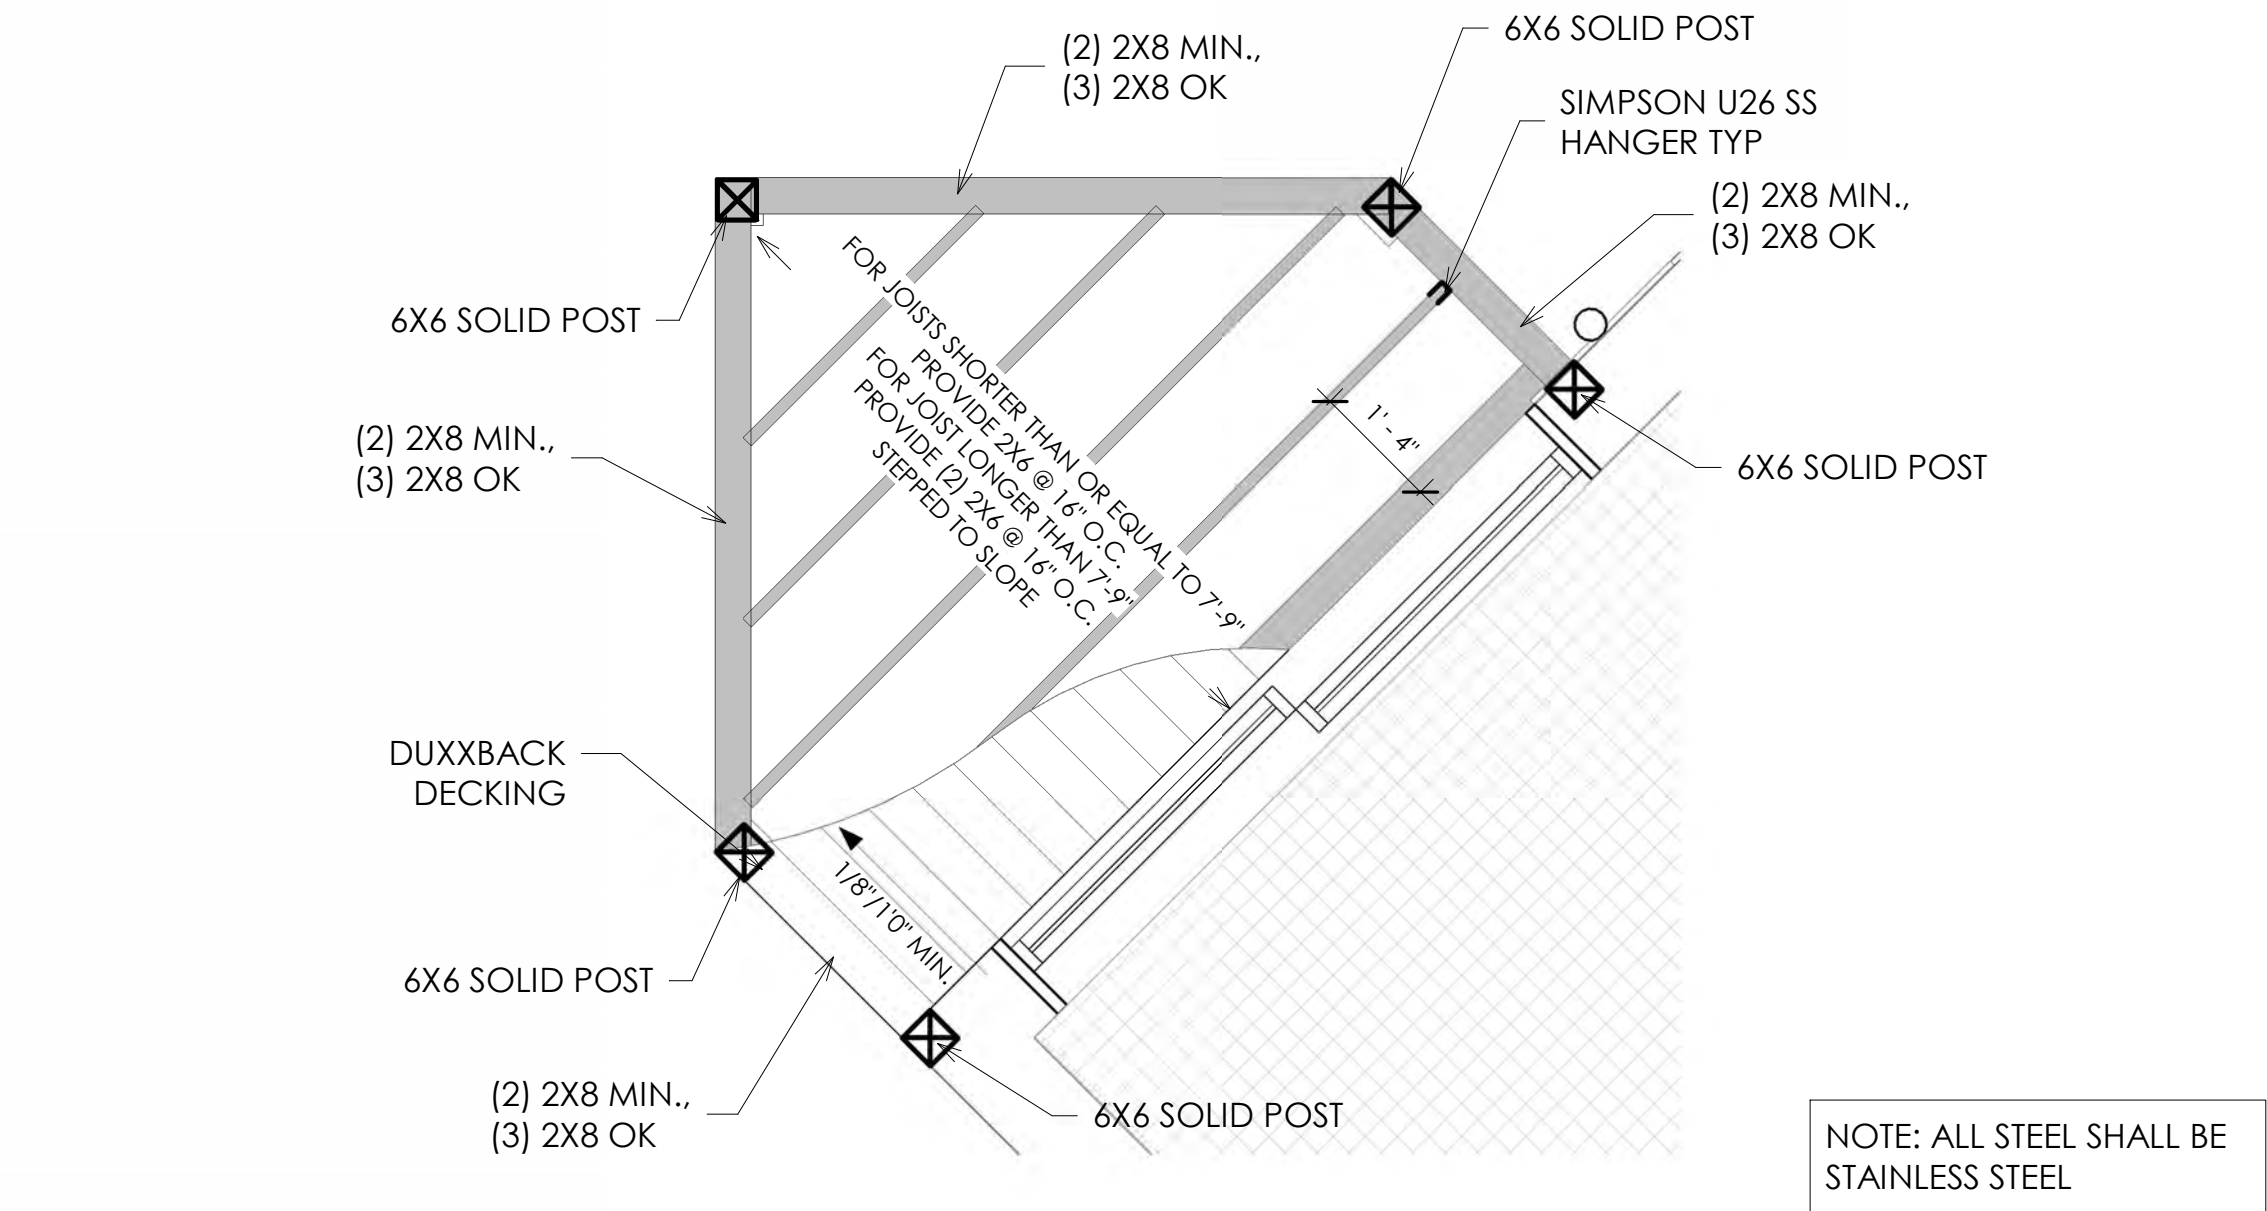 (2) 2X8 MIN.,
(3) 2X8 OK
6X6 SOLID POST
SIMPSON U26 SS
HANGER TYP
(2) 2X8 MIN.,
(3) 2X8 OK
6X6 SOLID POST
FOR JOISTS SHORTER THAN OR EQUAL TO 7'-9"
PROVIDE 2X6 @ 16" O.C.
FOR JOIST LONGER THAN 7'-9"
PROVIDE (2) 2X6 @ 16" O.C.
STEPPED TO SLOPE
1' - 4"
(2) 2X8 MIN.,
(3) 2X8 OK
6X6 SOLID POST
DUXXBACK
DECKING
1/8"/1'0" MIN.
6X6 SOLID POST
(2) 2X8 MIN.,
(3) 2X8 OK
6X6 SOLID POST
NOTE: ALL STEEL SHALL BE
STAINLESS STEEL